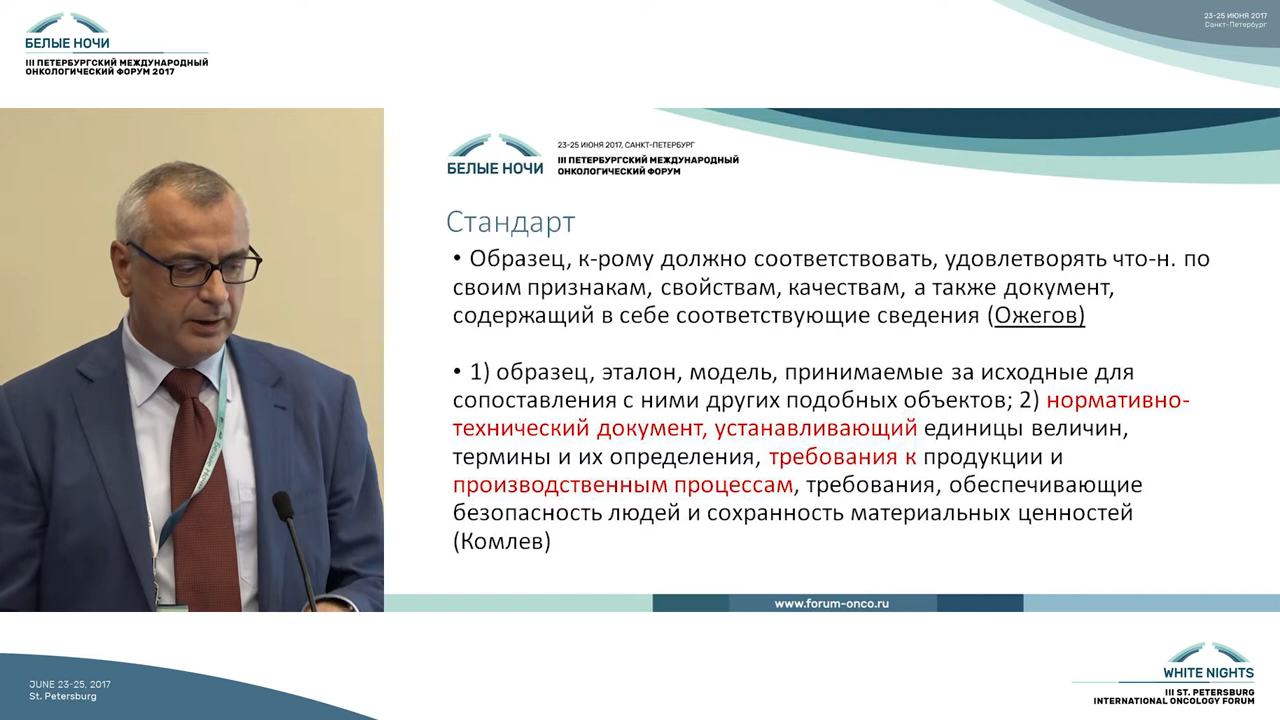 БЕЛЫЕ НОЧИ
III ПЕТЕРБУРГСКИЙ МЕЖДУНАРОДНЫЙ
ОНКОЛОГИЧЕСКИЙ ФОРУМ 2017
23-25 ИЮНЯ 2017
Санкт-Петербург
БЕЛЫЕ НОЧИ
23-25 ИЮНЯ 2017, САНКТ-ПЕТЕРБУРГ
III ПЕТЕРБУРГСКИЙ МЕЖДУНАРОДНЫЙ
ОНКОЛОГИЧЕСКИЙ ФОРУМ
Стандарт
• Образец, к-рому должно соответствовать, удовлетворять что-н. по
своим признакам, свойствам, качествам, а также документ,
содержащий в себе соответствующие сведения (Ожегов)
• 1) образец, эталон, модель, принимаемые за исходные для
сопоставления с ними других подобных объектов; 2) нормативно-
технический документ, устанавливающий единицы величин,
термины и их определения, требования к продукции и
производственным процессам, требования, обеспечивающие
безопасность людей и сохранность материальных ценностей
(Комлев)
www.forum-onco.ru
JUNE 23-25, 2017
St. Petersburg
WHITE NIGHTS
III ST. PETERSBURG
INTERNATIONAL ONCOLOGY FORUM